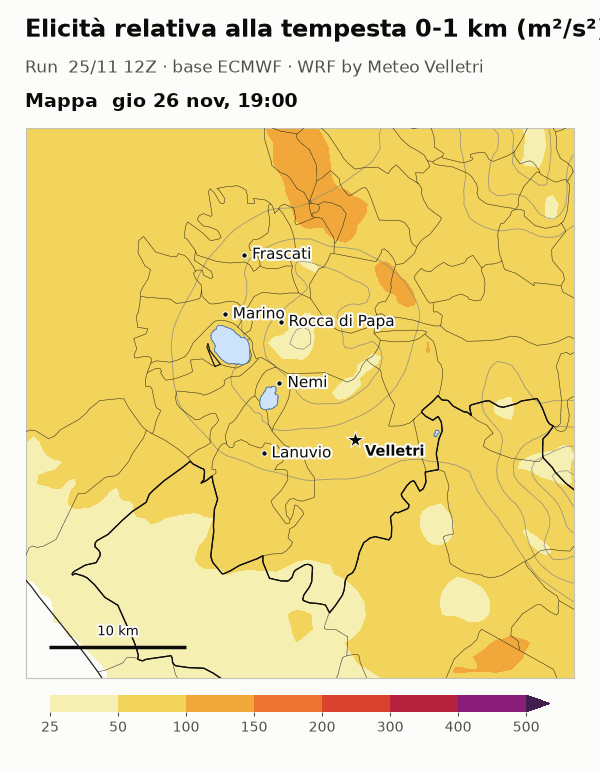 Elicità relativa alla tempesta 0-1 km (m²/s²)
Run 25/11 12Z · base ECMWF · WRF by Meteo Velletri
Mappa gio 26 nov, 19:00
Frascati
Marino
Rocca di Papa
Nemi
Velletri
Lanuvio
10 km
25 50 100 150 200 300 400 500